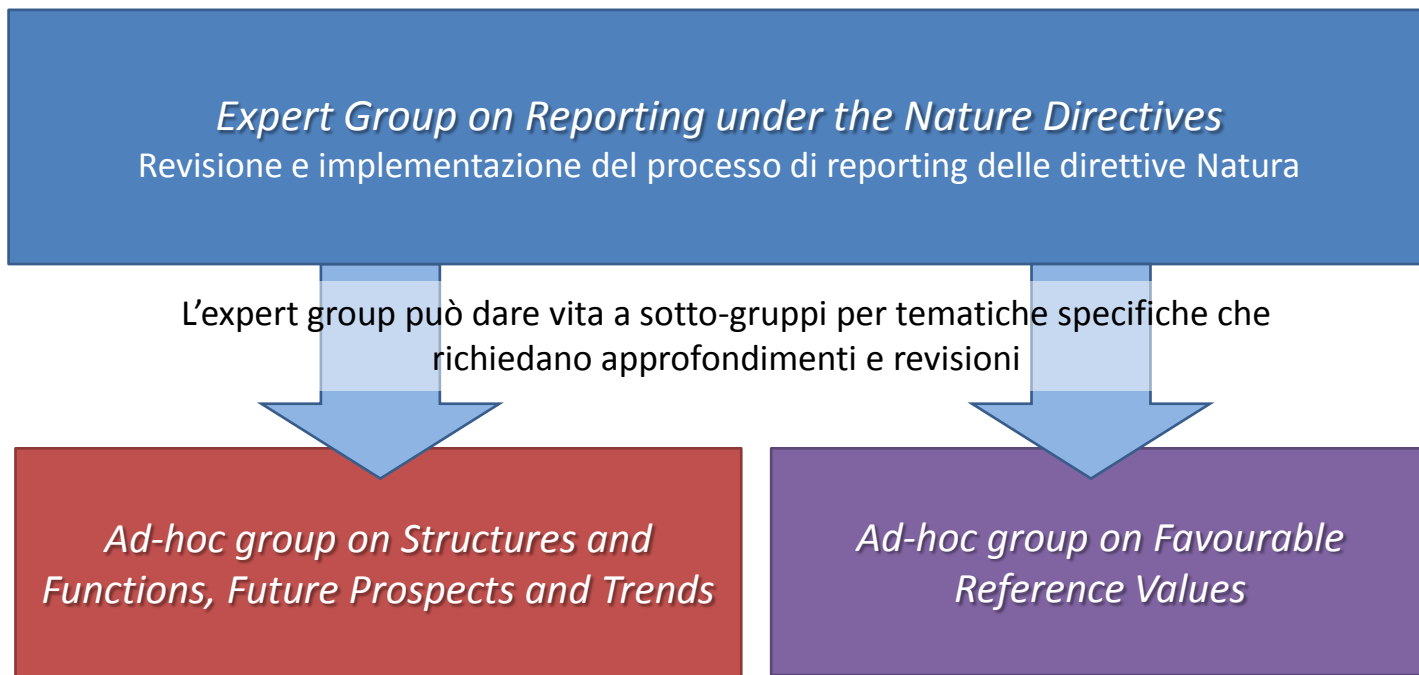 Expert Group on Reporting under the Nature Directives
Revisione e implementazione del processo di reporting delle direttive Natura
L’expert group può dare vita a sotto-gruppi per tematiche specifiche che
richiedano approfondimenti e revisioni
Ad-hoc group on Structures and
Functions, Future Prospects and Trends
Ad-hoc group on Favourable
Reference Values